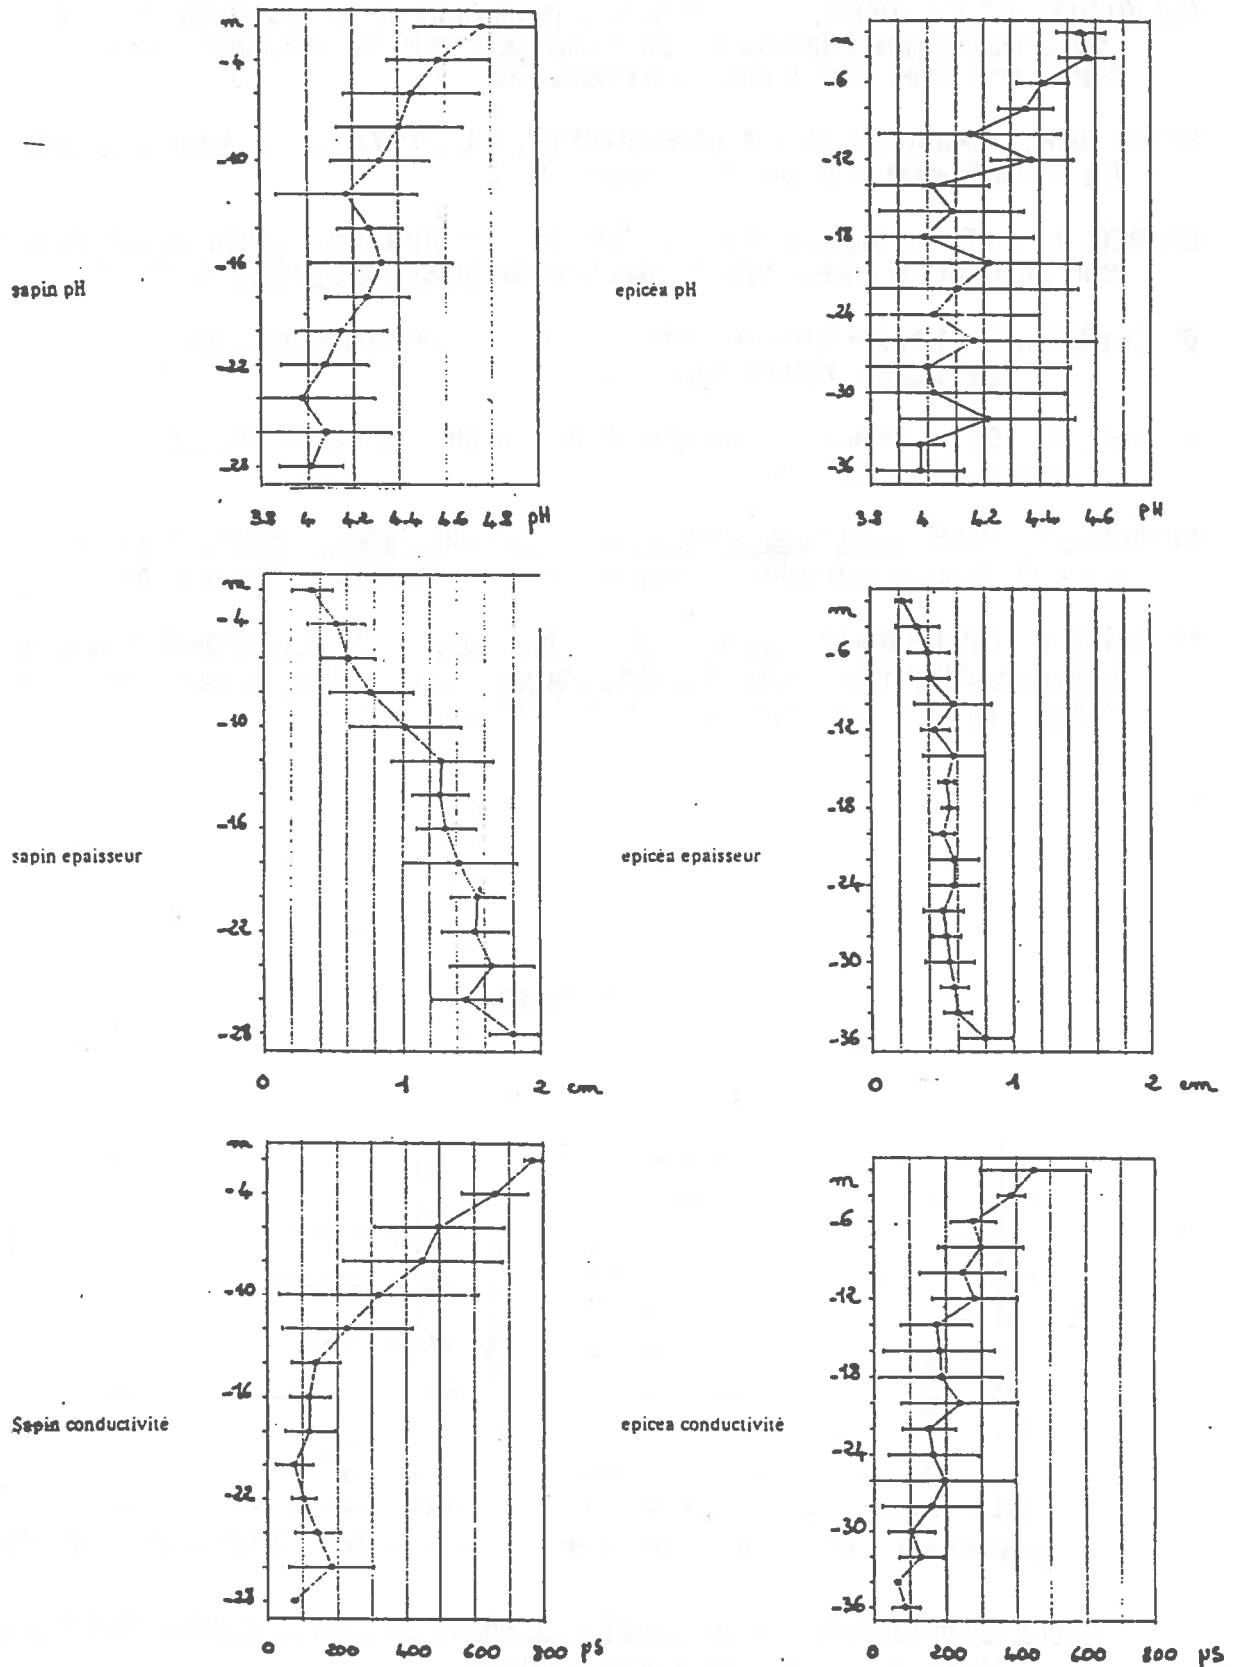 m
-4
-10
-16
-22
-28
sapin pH
3.8 4 4.2 4.4 4.6 4.8 pH
m
-6
-12
-18
-24
-30
-36
epicéa pH
3.8 4 4.2 4.4 4.6 pH
m
-4
-10
-16
-22
-28
sapin epaisseur
0 1 2 cm
m
-6
-12
-18
-24
-30
-36
epicéa epaisseur
0 1 2 cm
m
-4
-10
-16
-22
-28
Sapin conductivité
0 200 400 600 800 µS
m
-6
-12
-18
-24
-30
-36
epicea conductivité
0 200 400 600 800 µS